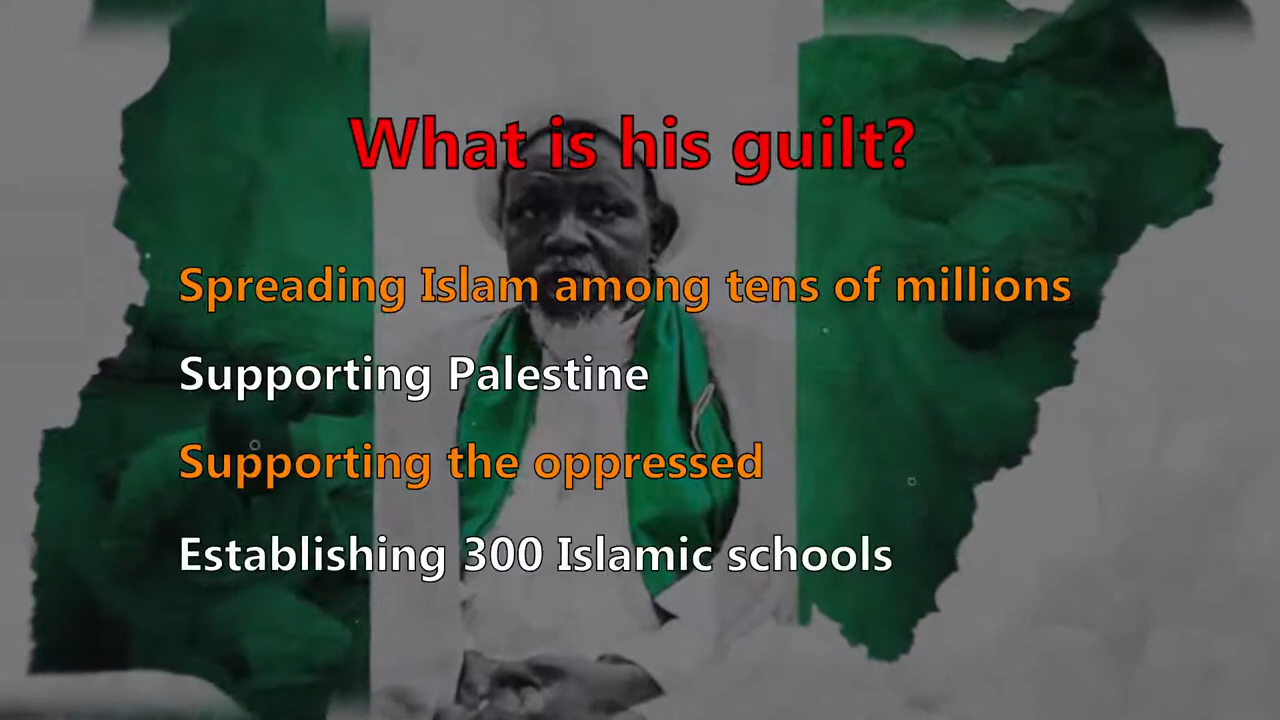 What is his guilt?
Spreading Islam among tens of millions
Supporting Palestine
Supporting the oppressed
Establishing 300 Islamic schools